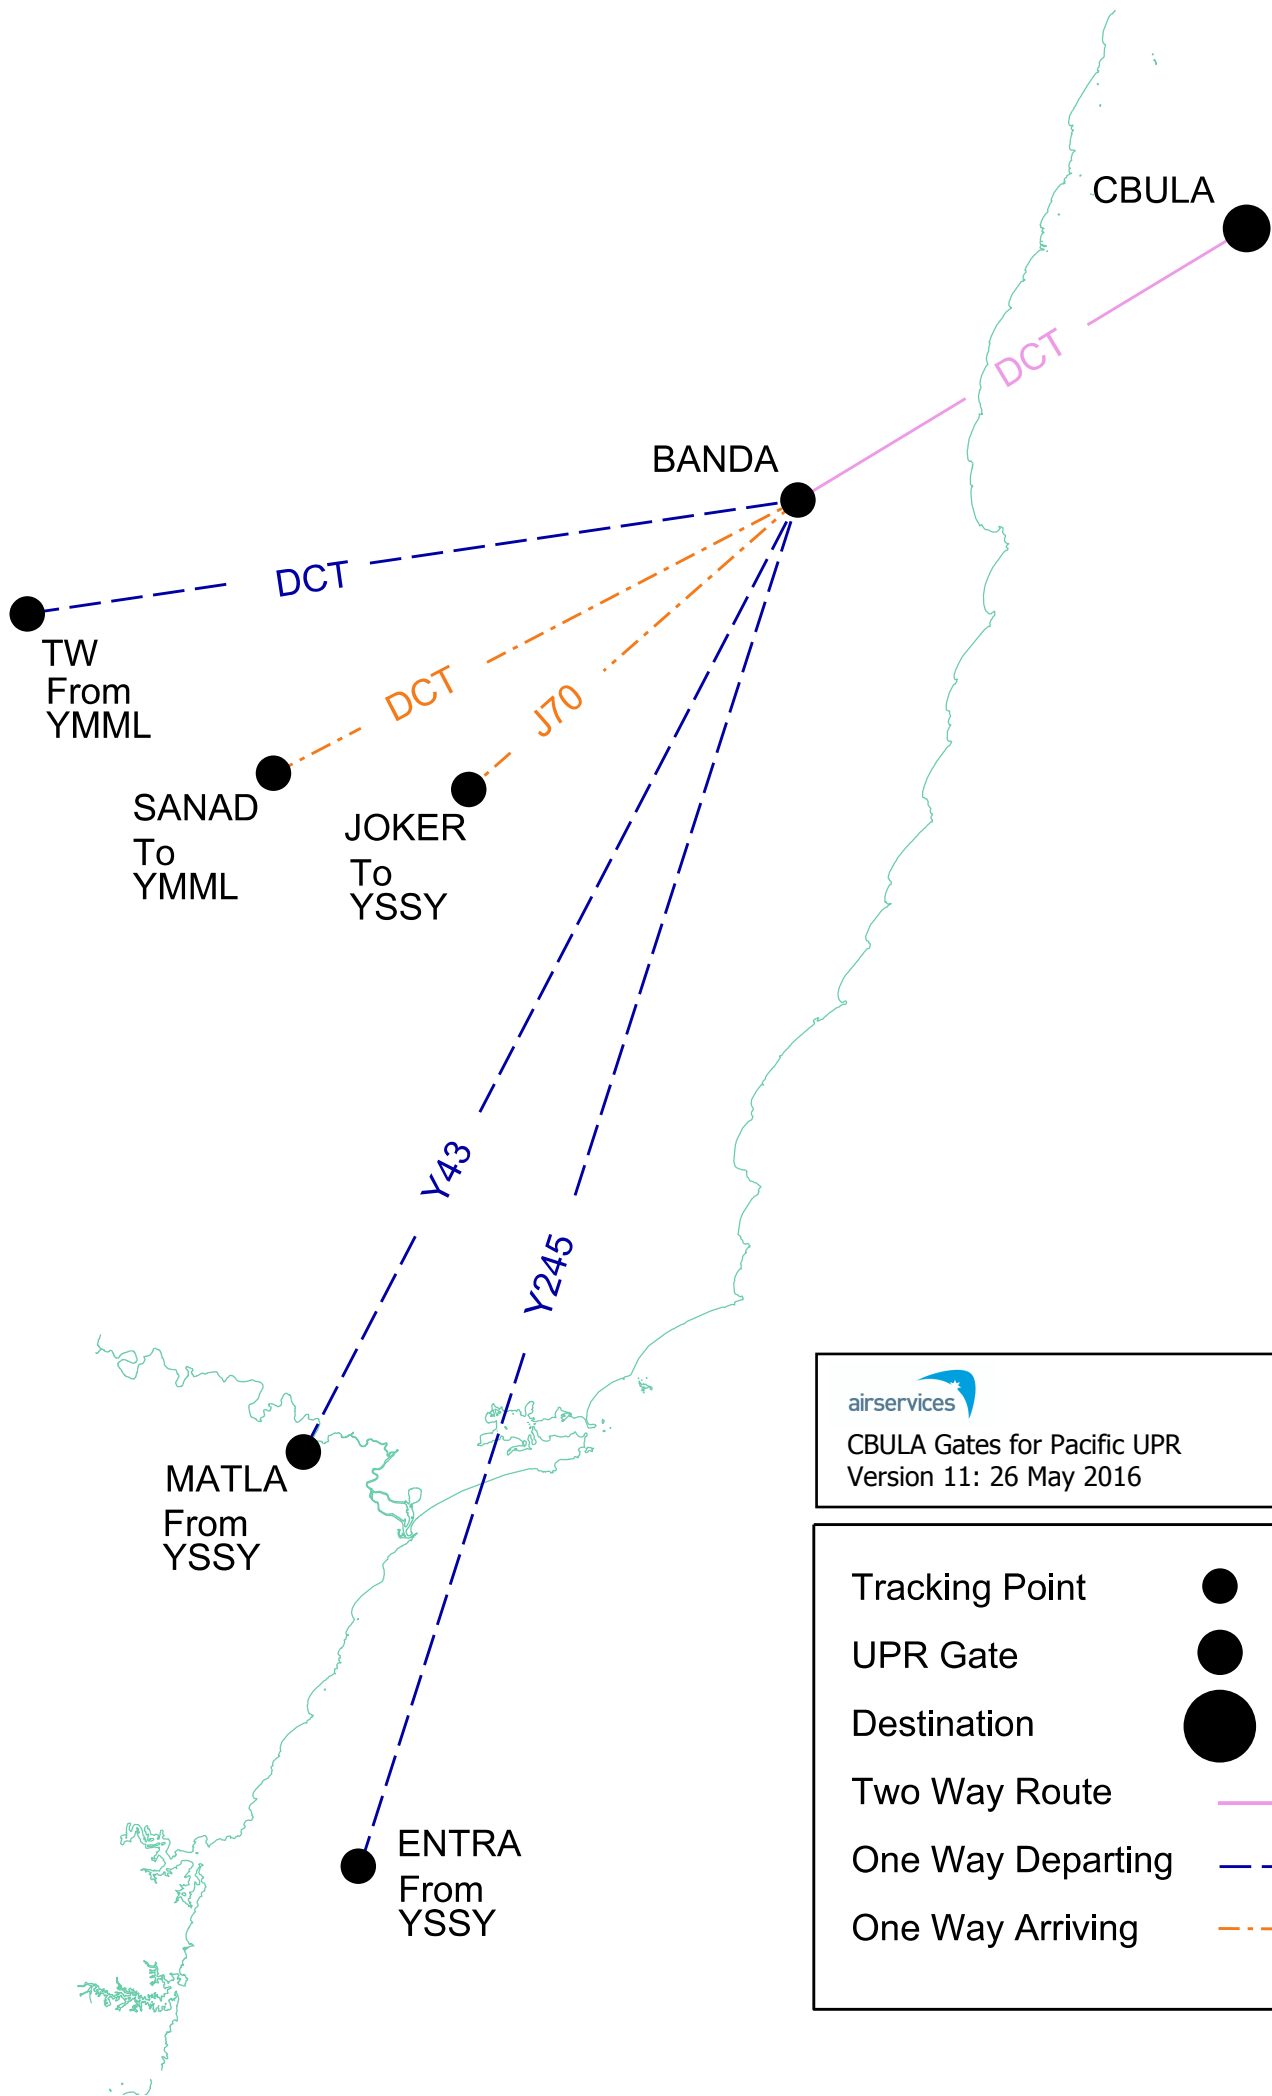 CBULA
DCT
BANDA
DCT
TW
From
YMML
DCT
J70
SANAD
To
YMML
JOKER
To
YSSY
Y43
Y245
MATLA
From
YSSY
airservices
CBULA Gates for Pacific UPR
Version 11: 26 May 2016
Tracking Point
UPR Gate
Destination
Two Way Route
One Way Departing
One Way Arriving
ENTRA
From
YSSY